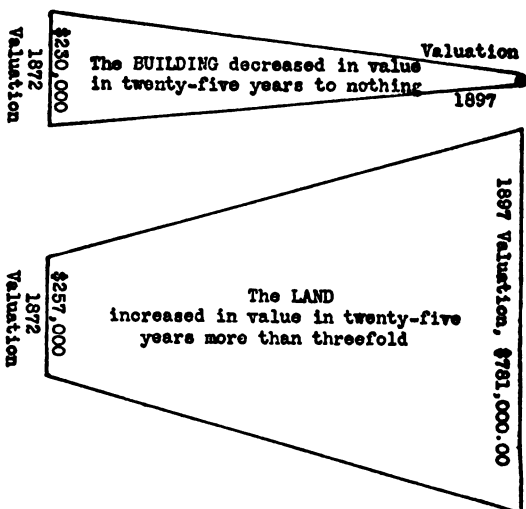 Valuation
1897
The BUILDING decreased in value
in twenty-five years to nothing
$230,000
1872
Valuation
1897 Valuation, $781,000.00
The LAND
increased in value in twenty-five
years more than threefold
$257,000
1872
Valuation